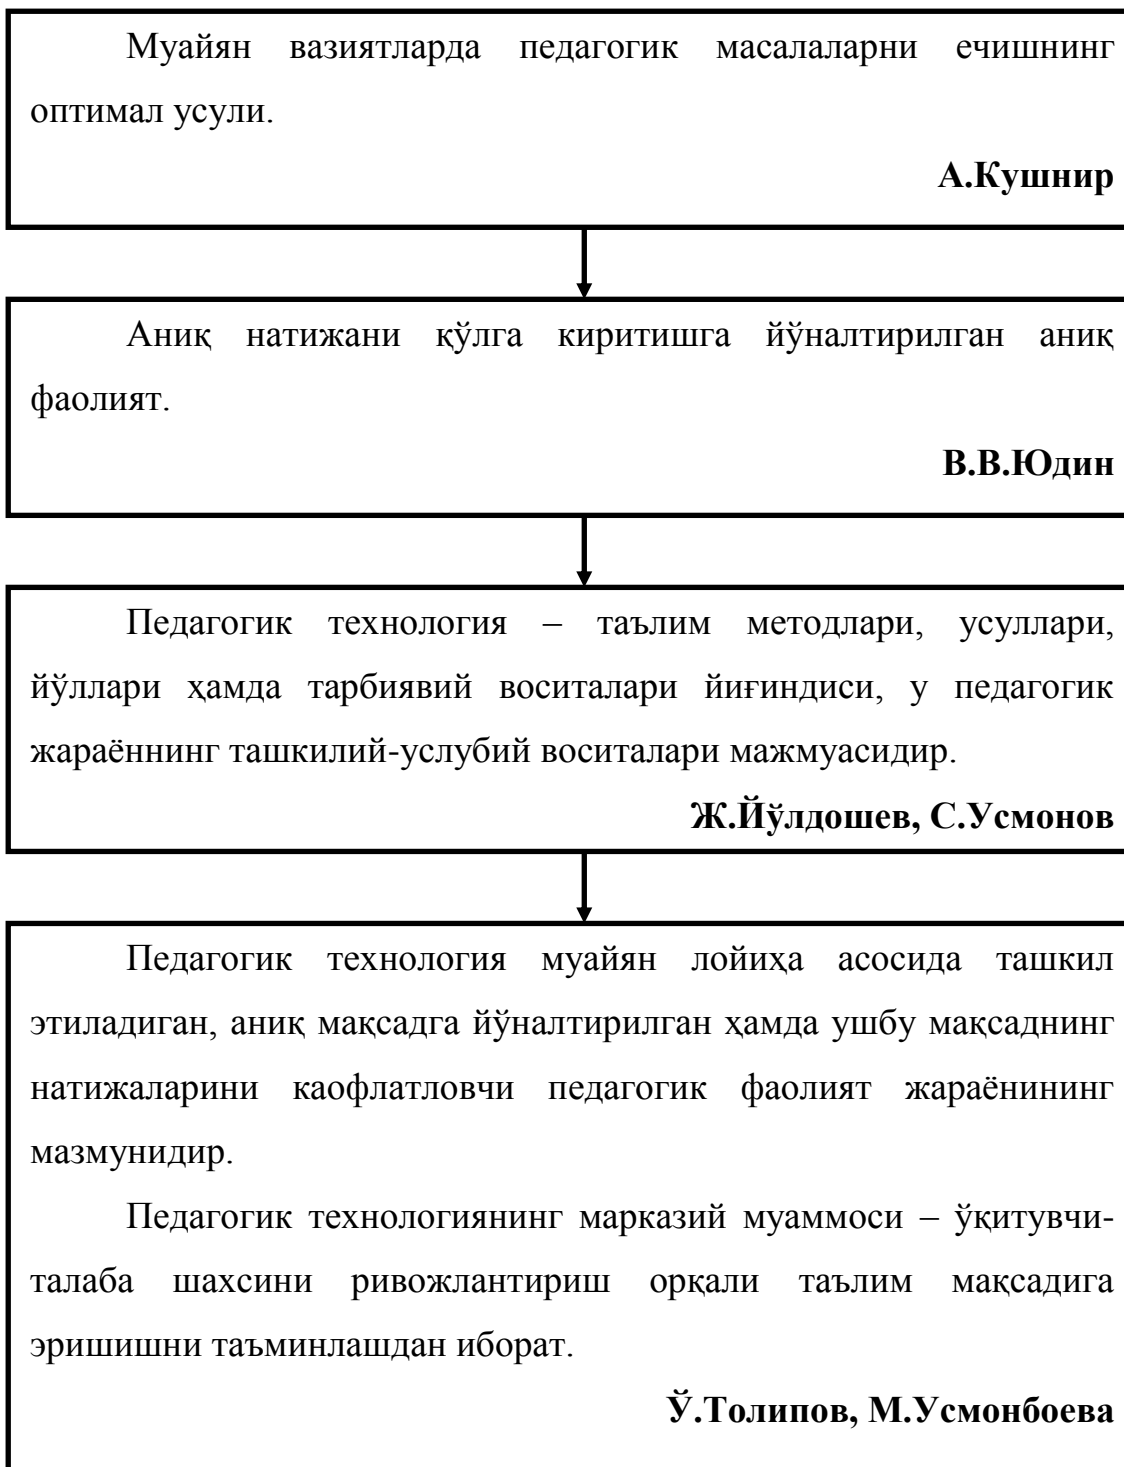 Муайян вазиятларда педагогик масалаларни ечишнинг
оптимал усули.
А.Кушнир
Аниқ натижани қўлга киритишга йўналтирилган аниқ
фаолият.
В.В.Юдин
Педагогик технология – таълим методлари, усуллари,
йўллари ҳамда тарбиявий воситалари йиғиндиси, у педагогик
жараённинг ташкилий-услубий воситалари мажмуасидир.
Ж.Йўлдошев, С.Усмонов
Педагогик технология муайян лойиҳа асосида ташкил
этиладиган, аниқ мақсадга йўналтирилган ҳамда ушбу мақсаднинг
натижаларини каофлатловчи педагогик фаолият жараёнининг
мазмунидир.
Педагогик технологиянинг марказий муаммоси – ўқитувчи-
талаба шахсини ривожлантириш орқали таълим мақсадига
эришишни таъминлашдан иборат.
Ў.Толипов, М.Усмонбоева